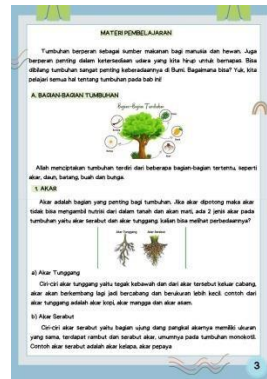 MATERI PEMBELAJARAN
Tumbuhan berperan sebagai sumber makanan bagi manusia dan hewan. Juga
berperan penting dalam ketersediaan udara yang kita hirup untuk bernapas. Bisa
dibilang tumbuhan sangat penting keberadaannya di Bumi. Bagaimana bisa? Yuk, kita
pelajari semua hal tentang tumbuhan pada bab ini!
A. BAGIAN-BAGIAN TUMBUHAN
Bagian-Bagian Tumbuhan
Allah menciptakan tumbuhan terdiri dari beberapa bagian-bagian tertentu, seperti
akar, daun, batang, buah dan bunga.
1. AKAR
Akar adalah bagian yang penting bagi tumbuhan. Jika akar dipotong maka akar
tidak bisa mengambil nutrisi dari dalam tanah dan akan mati, ada 2 jenis akar pada
tumbuhan yaitu akar serabut dan akar tunggang. kalian bisa melihat perbedaannya?
Akar Tunggang Akar Serabut
a) Akar Tunggang
Ciri-ciri akar tunggang yaitu tegak kebawah dan dari akar tersebut keluar cabang,
akar akan berkembang lagi jadi bercabang dan berukuran lebih kecil. contoh dari
akar tunggang adalah akar kopi, akar mangga dan akar asam.
b) Akar Serabut
Ciri-ciri akar serabut yaitu bagian ujung dang pangkal akarnya memiliki ukuran
yang sama, terdapat rambut dan serabut akar, umumnya pada tumbuhan monokotil.
Contoh akar serabut adalah akar kelapa, akar pepaya
3